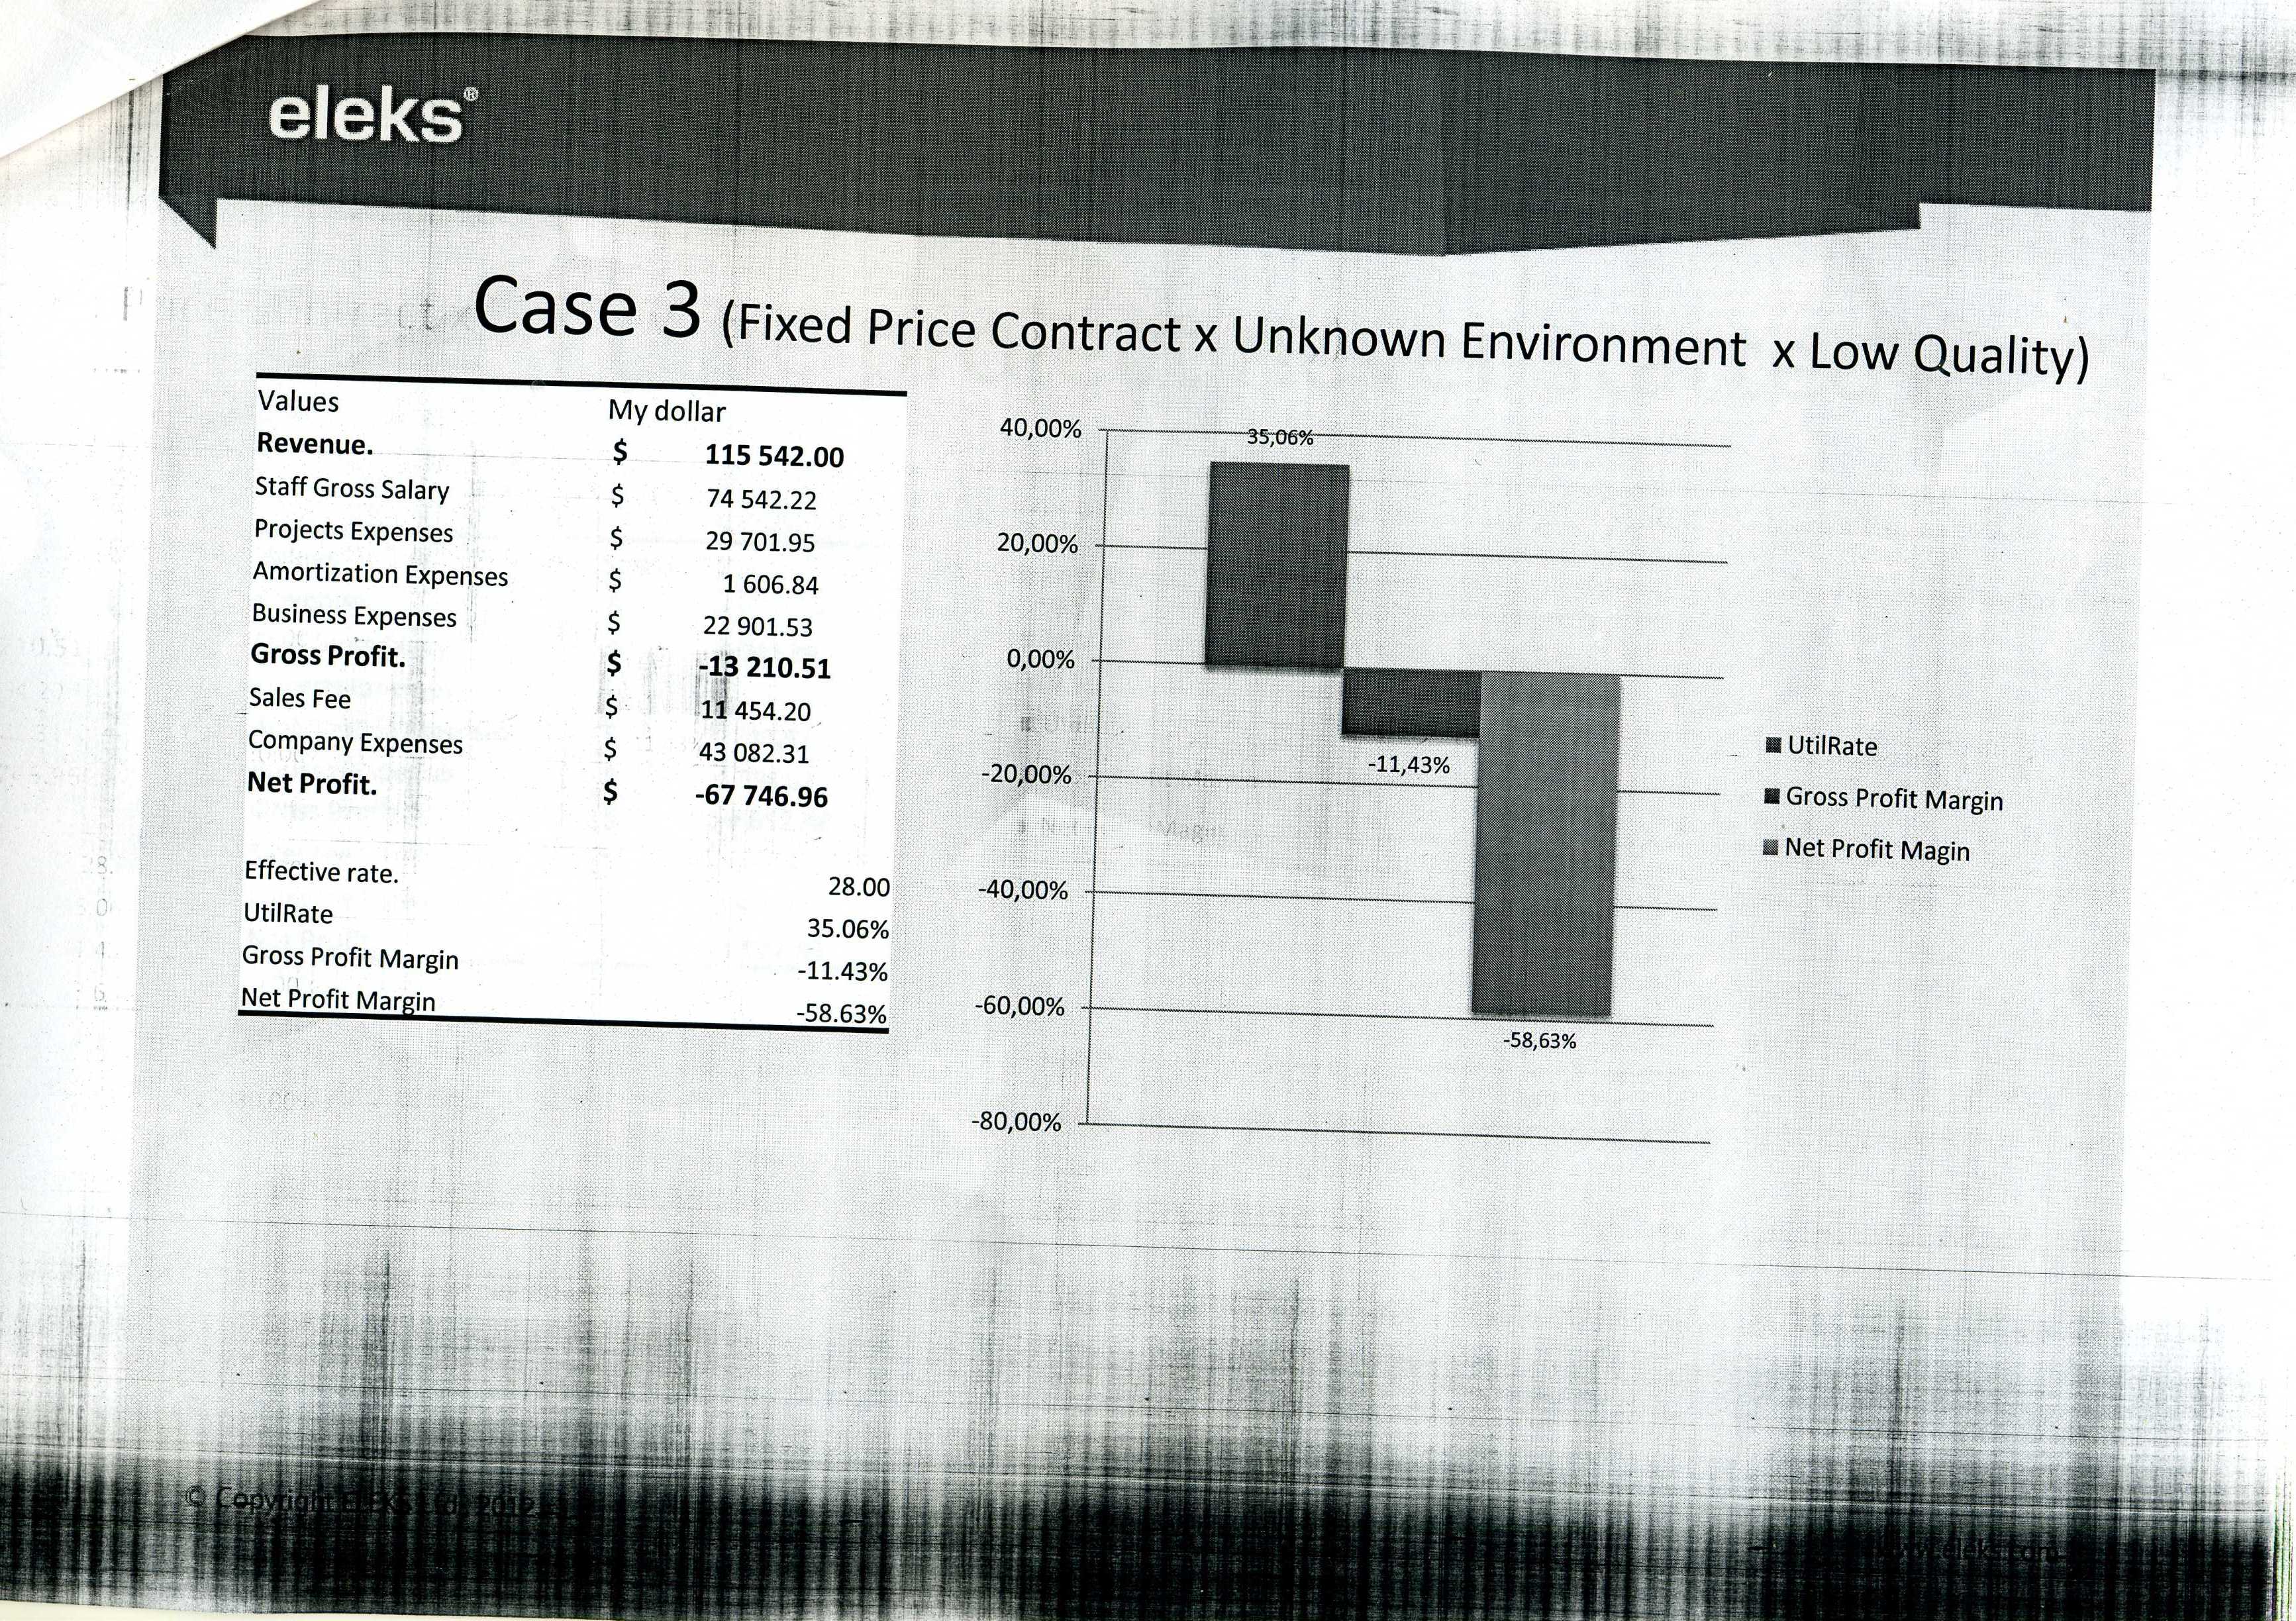 eleks®
Case 3 (Fixed Price Contract x Unknown Environment x Low Quality)
Values My dollar
Revenue. $ 115 542.00
Staff Gross Salary $ 74 542.22
Projects Expenses $ 29 701.95
Amortization Expenses $ 1 606.84
Business Expenses $ 22 901.53
Gross Profit. $ -13 210.51
Sales Fee $ 11 454.20
Company Expenses $ 43 082.31
Net Profit. $ -67 746.96
Effective rate. 28.00
UtilRate 35.06%
Gross Profit Margin -11.43%
Net Profit Margin -58.63%
40,00%
20,00%
0,00%
-20,00%
-40,00%
-60,00%
-80,00%
35,06%
-11,43%
-58,63%
UtilRate
Gross Profit Margin
Net Profit Magin
© Copyright ELEKS Ltd. 2012
www.eleks.com